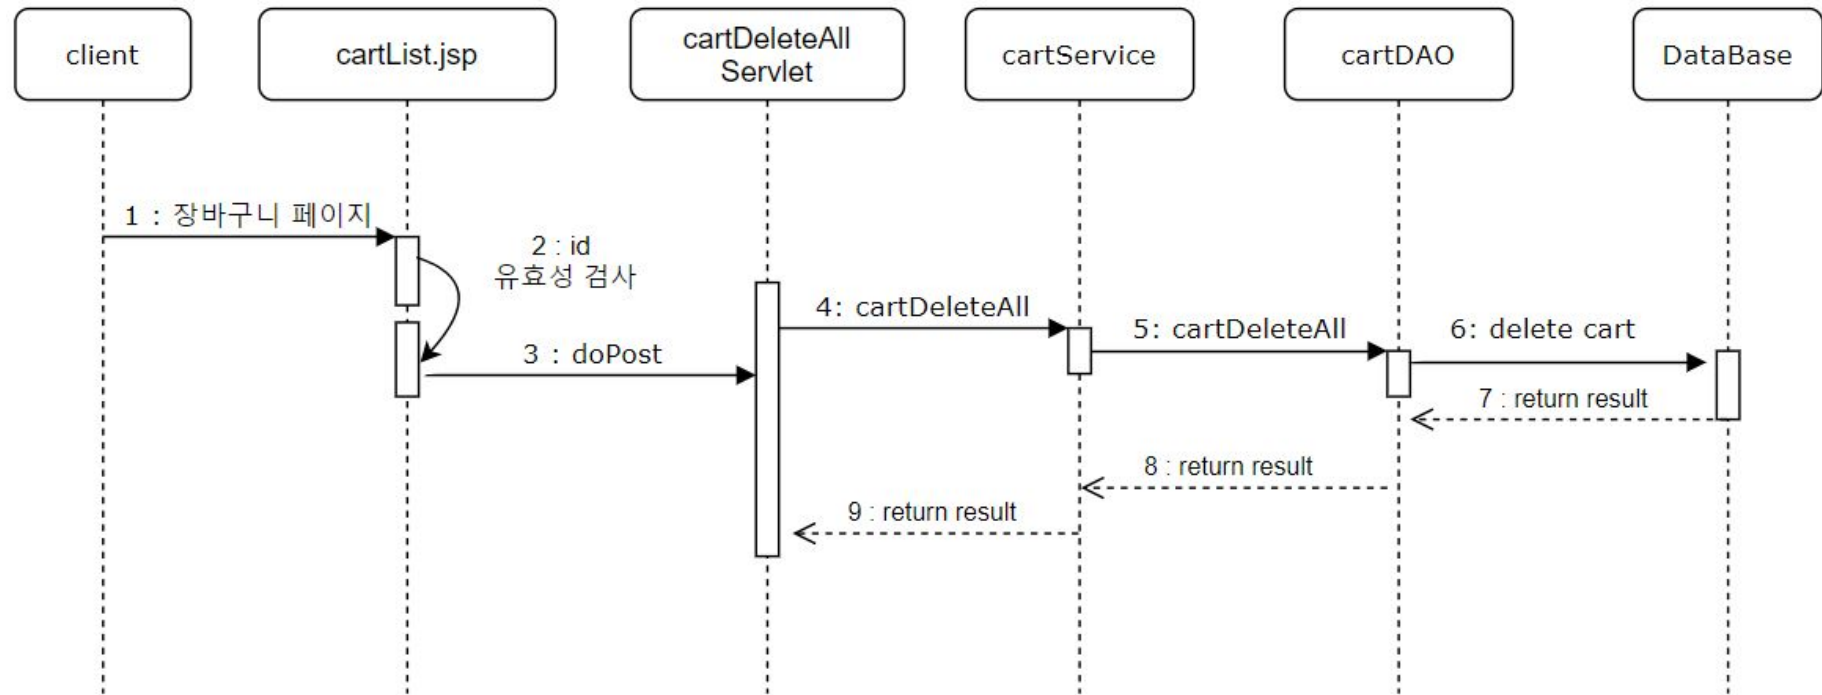 client
cartList.jsp
cartDeleteAll
Servlet
cartService
cartDAO
DataBase
1 : 장바구니 페이지
2 : id
유효성 검사
3 : doPost
4: cartDeleteAll
5: cartDeleteAll
6: delete cart
7 : return result
8 : return result
9 : return result